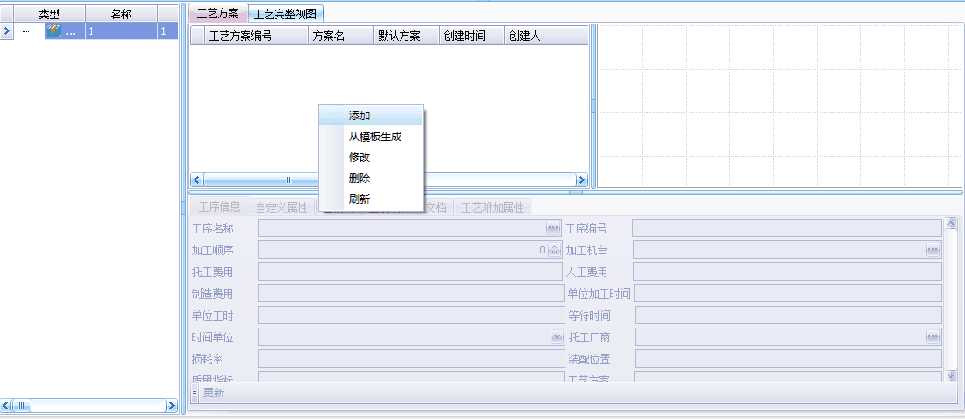 类型 名称
... 1 1
工艺方案 工艺完整视图
工艺方案编号 方案名 默认方案 创建时间 创建人
添加
从模板生成
修改
删除
刷新
工序信息 自定义属性 文档 工艺附加属性
工序名称 工序编号
加工顺序 0 加工机台
托工费用 人工费用
制造费用 单位加工时间
单位工时 等待时间
时间单位 托工厂商
损耗率 装配位置
质量指标 工艺方案
更新